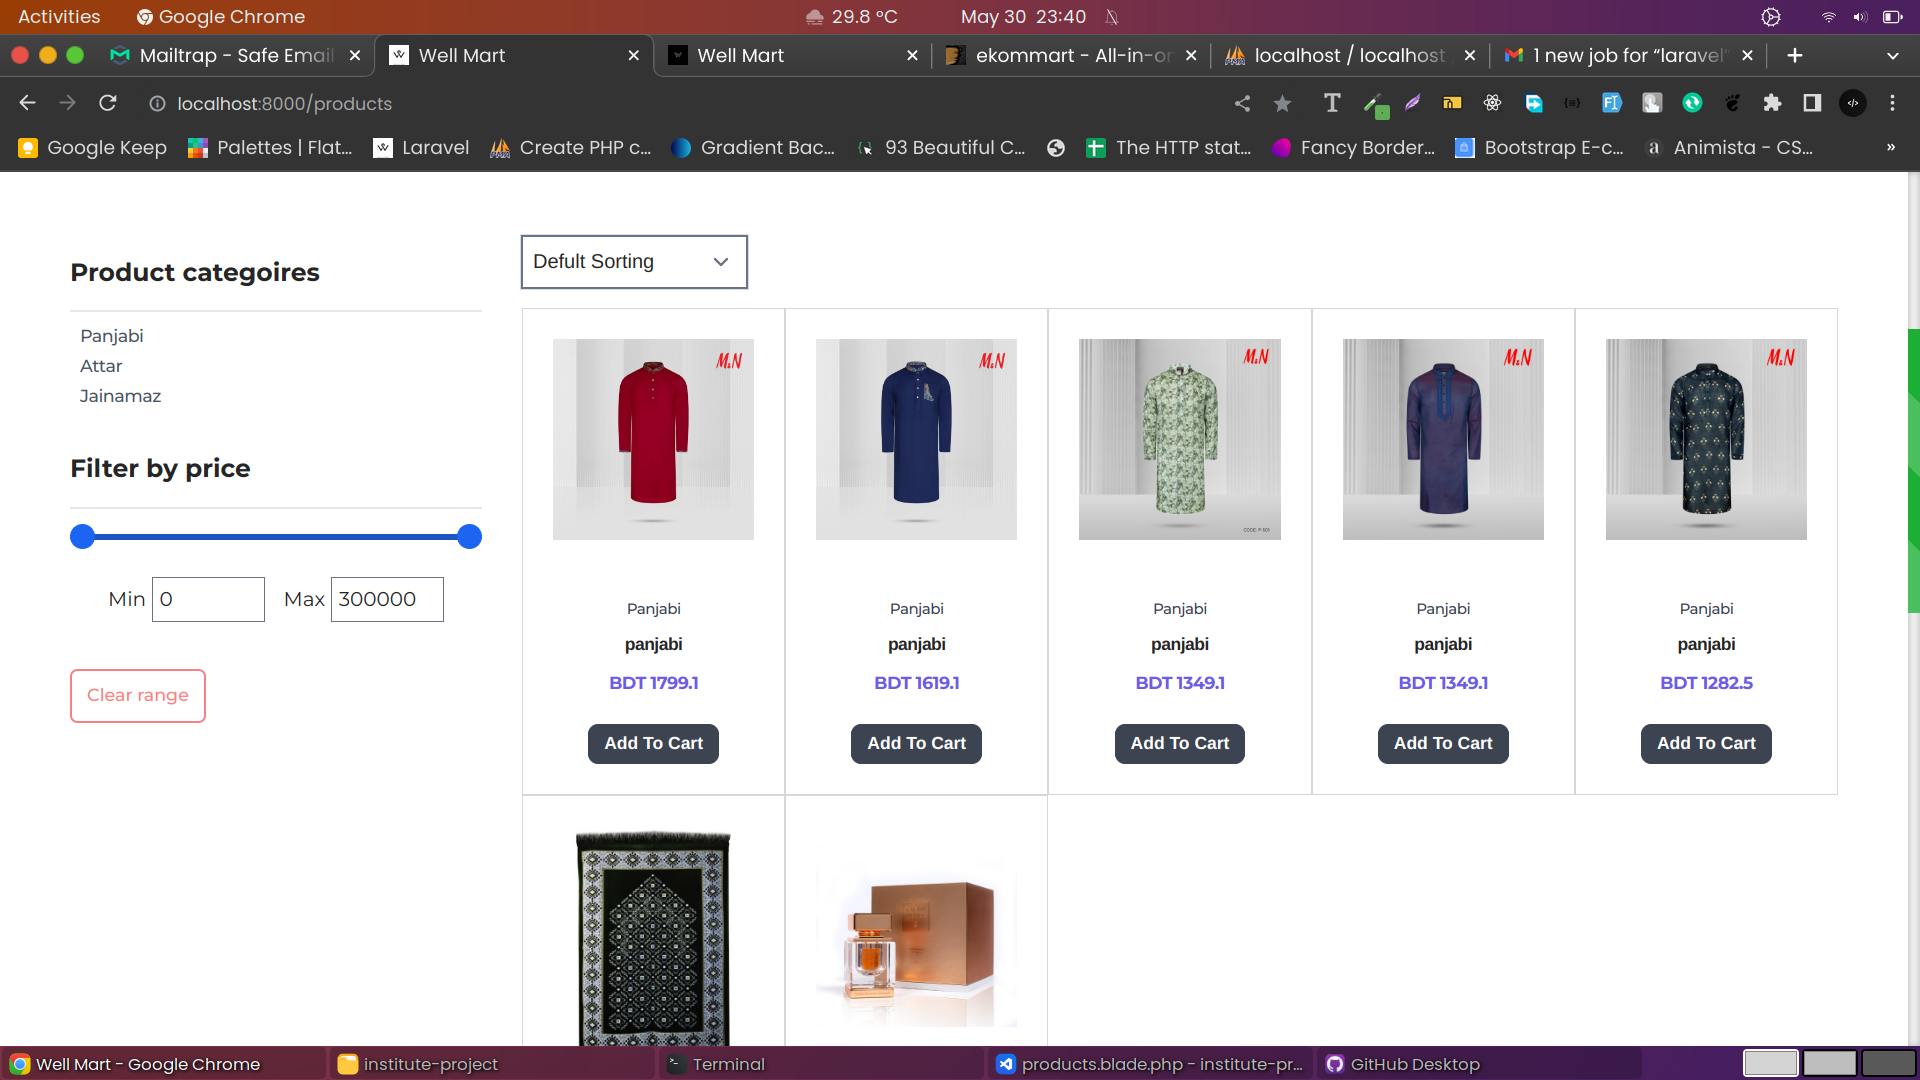 Activities
Google Chrome
29.8 °C
May 30 23:40
Mailtrap - Safe Email
Well Mart
Well Mart
ekommart - All-in-on
localhost / localhost
1 new job for “laravel”
localhost:8000/products
Google Keep
Palettes | Flat...
Laravel
Create PHP c...
Gradient Bac...
93 Beautiful C...
The HTTP stat...
Fancy Border...
Bootstrap E-c...
Animista - CS...
»
Product categoires
Panjabi
Attar
Jainamaz
Filter by price
Min 0 Max 300000
Clear range
Defult Sorting
M&N M&N M&N M&N M&N
Panjabi Panjabi Panjabi Panjabi Panjabi
panjabi panjabi panjabi panjabi panjabi
BDT 1799.1 BDT 1619.1 BDT 1349.1 BDT 1349.1 BDT 1282.5
Add To Cart Add To Cart Add To Cart Add To Cart Add To Cart
Well Mart - Google Chrome
institute-project
Terminal
products.blade.php - institute-pr...
GitHub Desktop